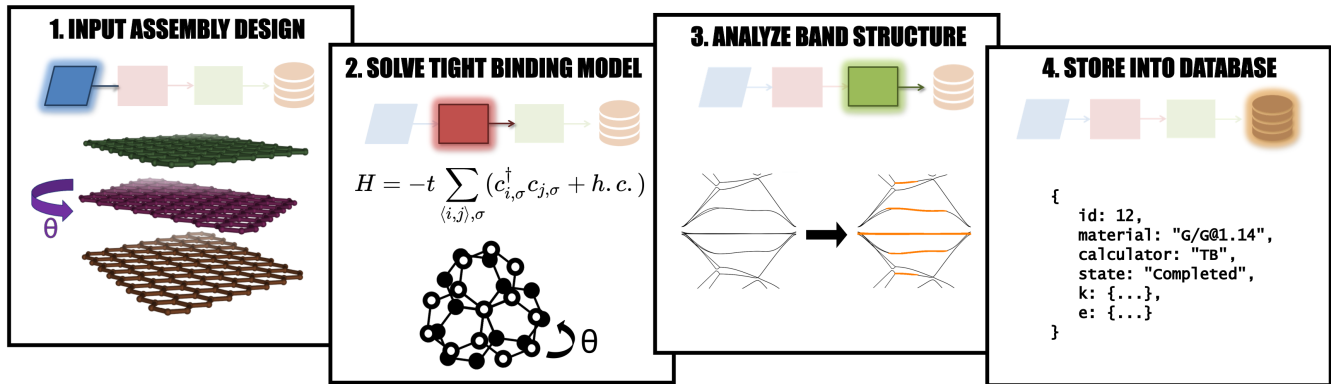 1. INPUT ASSEMBLY DESIGN
θ
2. SOLVE TIGHT BINDING MODEL
H = −t ∑⟨i,j⟩,σ (c†i,σ cj,σ + h.c.)
θ
3. ANALYZE BAND STRUCTURE
4. STORE INTO DATABASE
{
id: 12,
material: "G/G@1.14",
calculator: "TB",
state: "Completed",
k: {...},
e: {...}
}